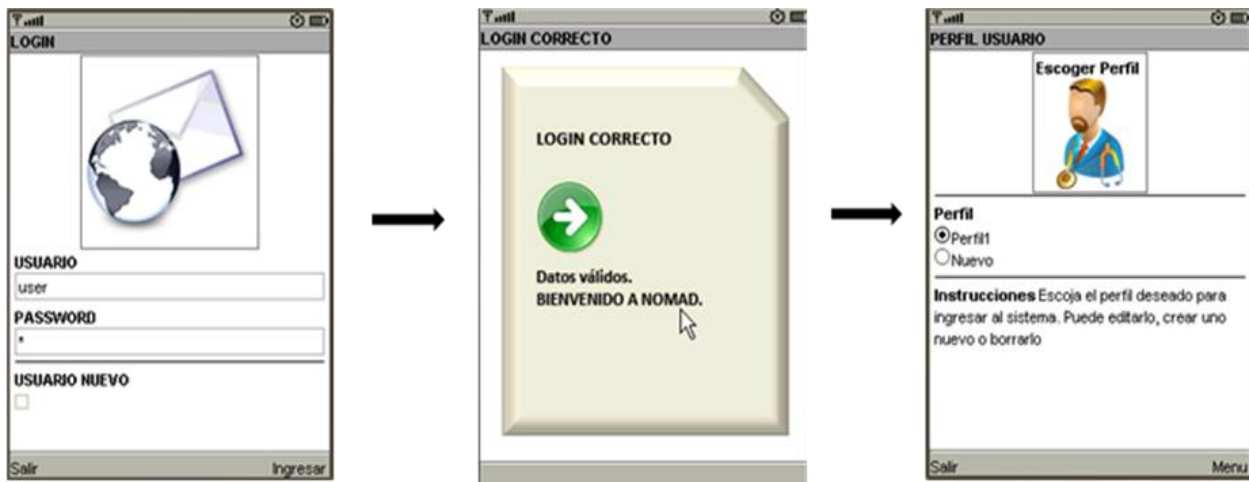 LOGIN
USUARIO
user
PASSWORD
*
USUARIO NUEVO
Salir
Ingresar
LOGIN CORRECTO
LOGIN CORRECTO
Datos válidos.
BIENVENIDO A NOMAD.
PERFIL USUARIO
Escoger Perfil
Perfil
Perfil1
Nuevo
Instrucciones Escoja el perfil deseado para
ingresar al sistema. Puede editarlo, crear uno
nuevo o borrarlo
Salir
Menu